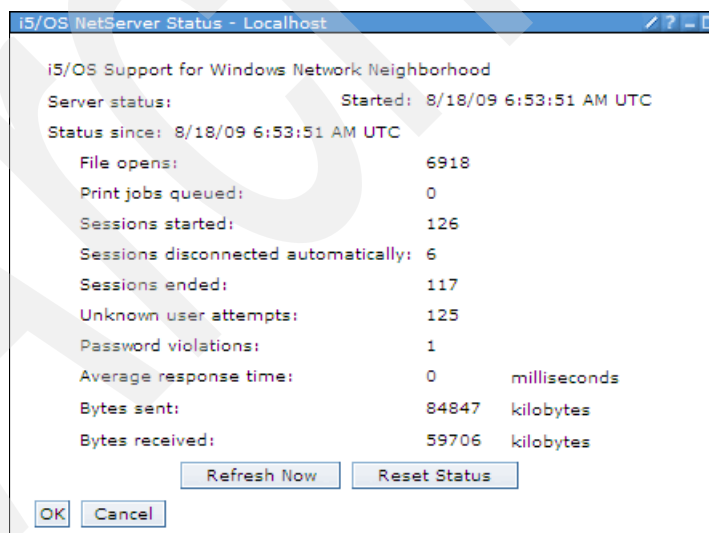 i5/OS NetServer Status - Localhost
i5/OS Support for Windows Network Neighborhood
Server status: Started: 8/18/09 6:53:51 AM UTC
Status since: 8/18/09 6:53:51 AM UTC
File opens: 6918
Print jobs queued: 0
Sessions started: 126
Sessions disconnected automatically: 6
Sessions ended: 117
Unknown user attempts: 125
Password violations: 1
Average response time: 0 milliseconds
Bytes sent: 84847 kilobytes
Bytes received: 59706 kilobytes
Refresh Now Reset Status
OK Cancel